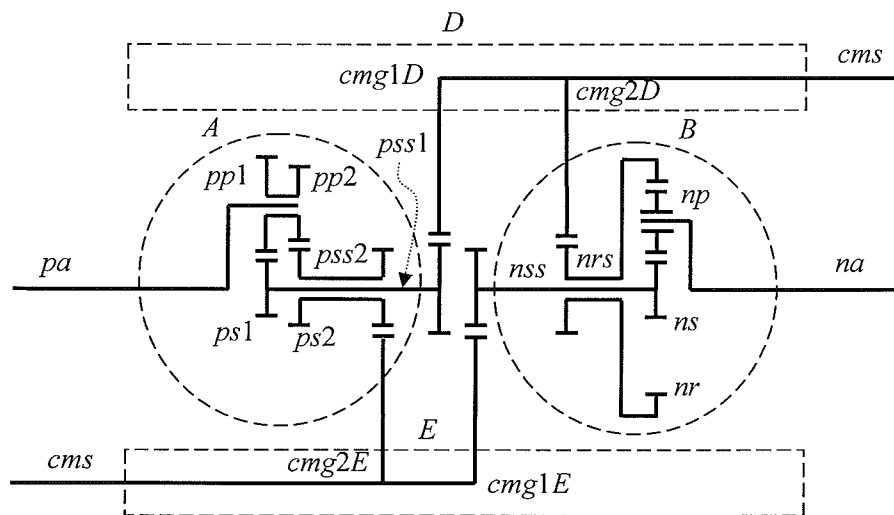 D
cmg1D
cms
cmg2D
A
pss1
B
pp1
pp2
np
pa
pss2
nss
nrs
na
ps1
ps2
ns
nr
E
cms
cmg2E
cmg1E